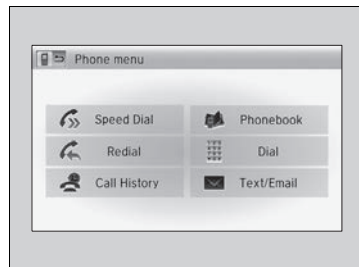 Phone menu
Speed Dial
Phonebook
Redial
Dial
Call History
Text/Email